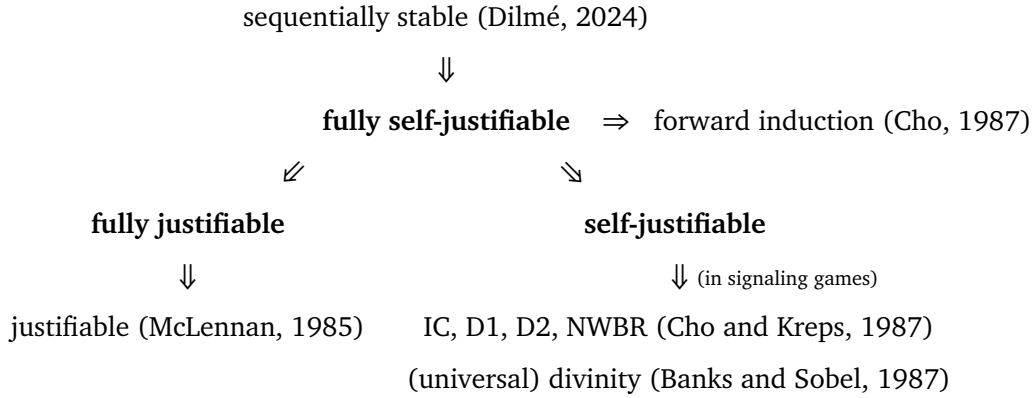 sequentially stable (Dilmé, 2024)
⇓
fully self-justifiable ⇒ forward induction (Cho, 1987)
⇙ ⇘
fully justifiable self-justifiable
⇓ ⇓ (in signaling games)
justifiable (McLennan, 1985) IC, D1, D2, NWBR (Cho and Kreps, 1987)
(universal) divinity (Banks and Sobel, 1987)